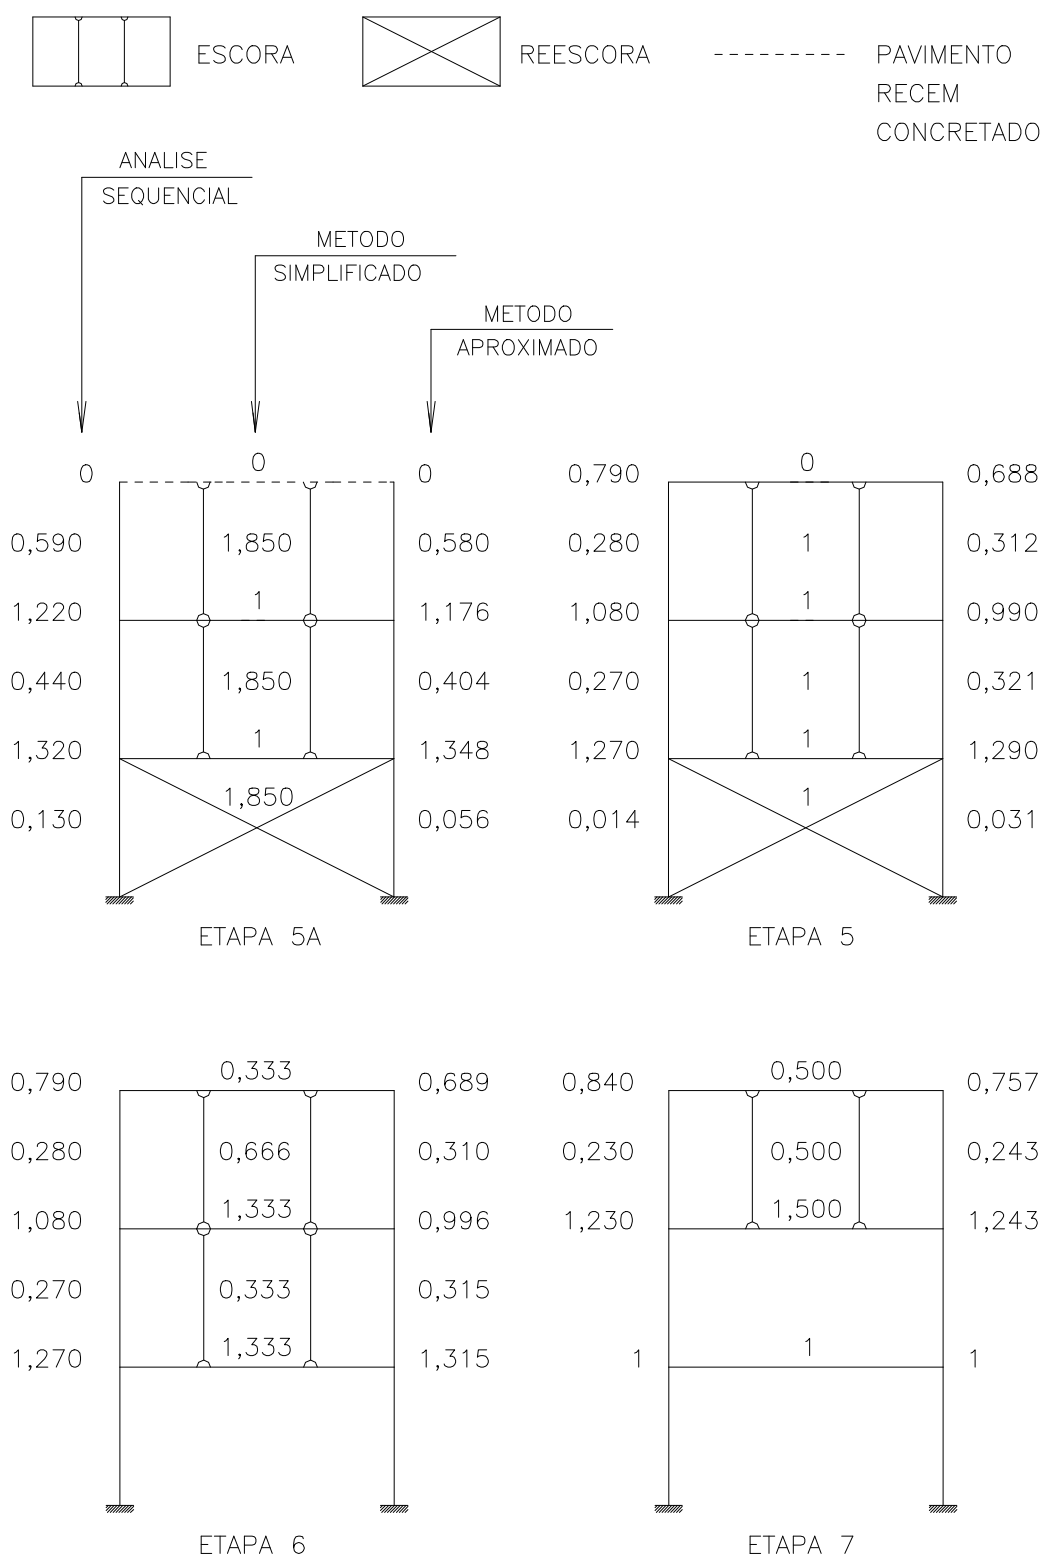 ESCORA
REESCORA
PAVIMENTO
RECEM
CONCRETADO
ANALISE
SEQUENCIAL
METODO
SIMPLIFICADO
METODO
APROXIMADO
0 0 0
0,590 1,850 0,580
1,220 1 1,176
0,440 1,850 0,404
1,320 1 1,348
0,130 1,850 0,056
ETAPA 5A
0,790 0 0,688
0,280 1 0,312
1,080 1 0,990
0,270 1 0,321
1,270 1 1,290
0,014 1 0,031
ETAPA 5
0,790 0,333 0,689
0,280 0,666 0,310
1,080 1,333 0,996
0,270 0,333 0,315
1,270 1,333 1,315
ETAPA 6
0,840 0,500 0,757
0,230 0,500 0,243
1,230 1,500 1,243
1 1 1
ETAPA 7